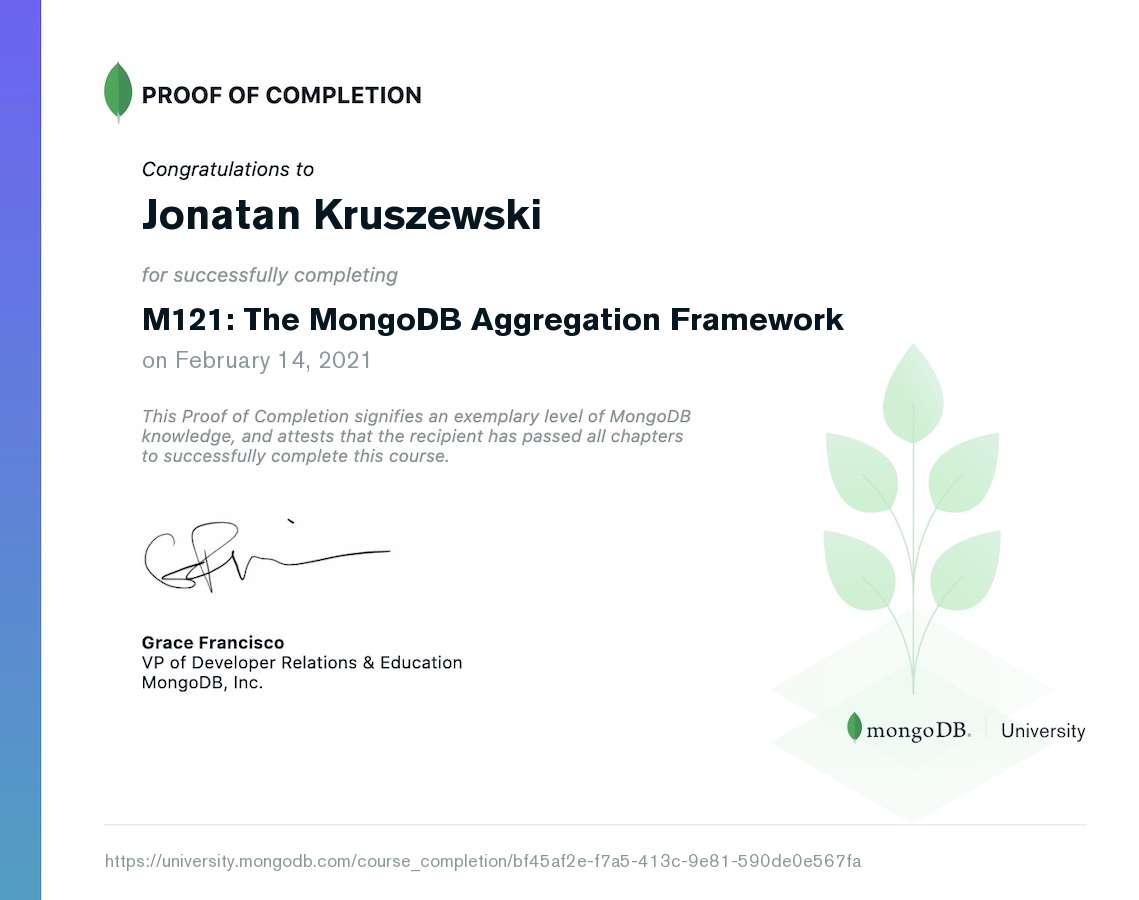 PROOF OF COMPLETION
Congratulations to
Jonatan Kruszewski
for successfully completing
M121: The MongoDB Aggregation Framework
on February 14, 2021
This Proof of Completion signifies an exemplary level of MongoDB
knowledge, and attests that the recipient has passed all chapters
to successfully complete this course.
Grace Francisco
VP of Developer Relations & Education
MongoDB, Inc.
mongoDB. University
https://university.mongodb.com/course_completion/bf45af2e-f7a5-413c-9e81-590de0e567fa